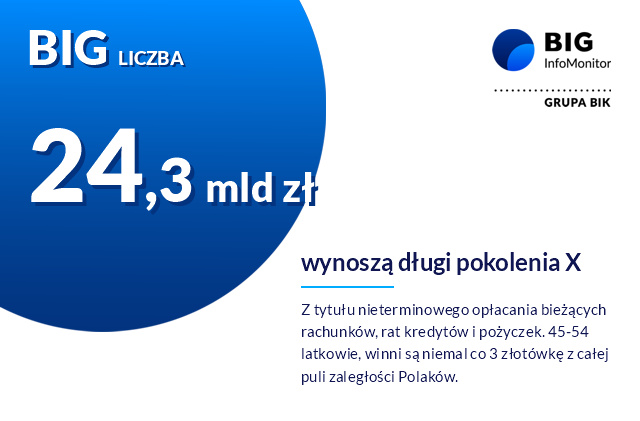 BIG LICZBA
BIG
InfoMonitor
GRUPA BIK
24,3 mld zł
wynoszą długi pokolenia X
Z tytułu nieterminowego opłacania bieżących
rachunków, rat kredytów i pożyczek. 45-54
latkowie, winni są niemal co 3 złotówkę z całej
puli zaległości Polaków.